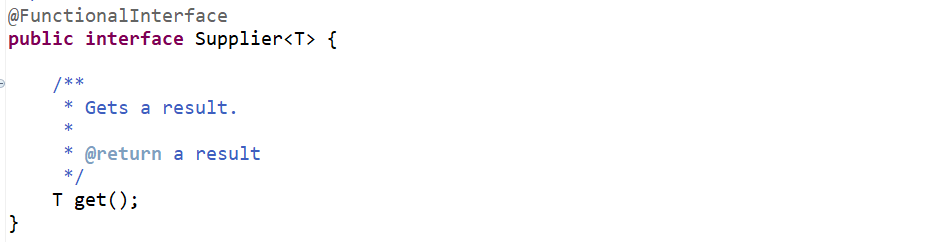 @FunctionalInterface
public interface Supplier<T> {
/**
* Gets a result.
*
* @return a result
*/
T get();
}